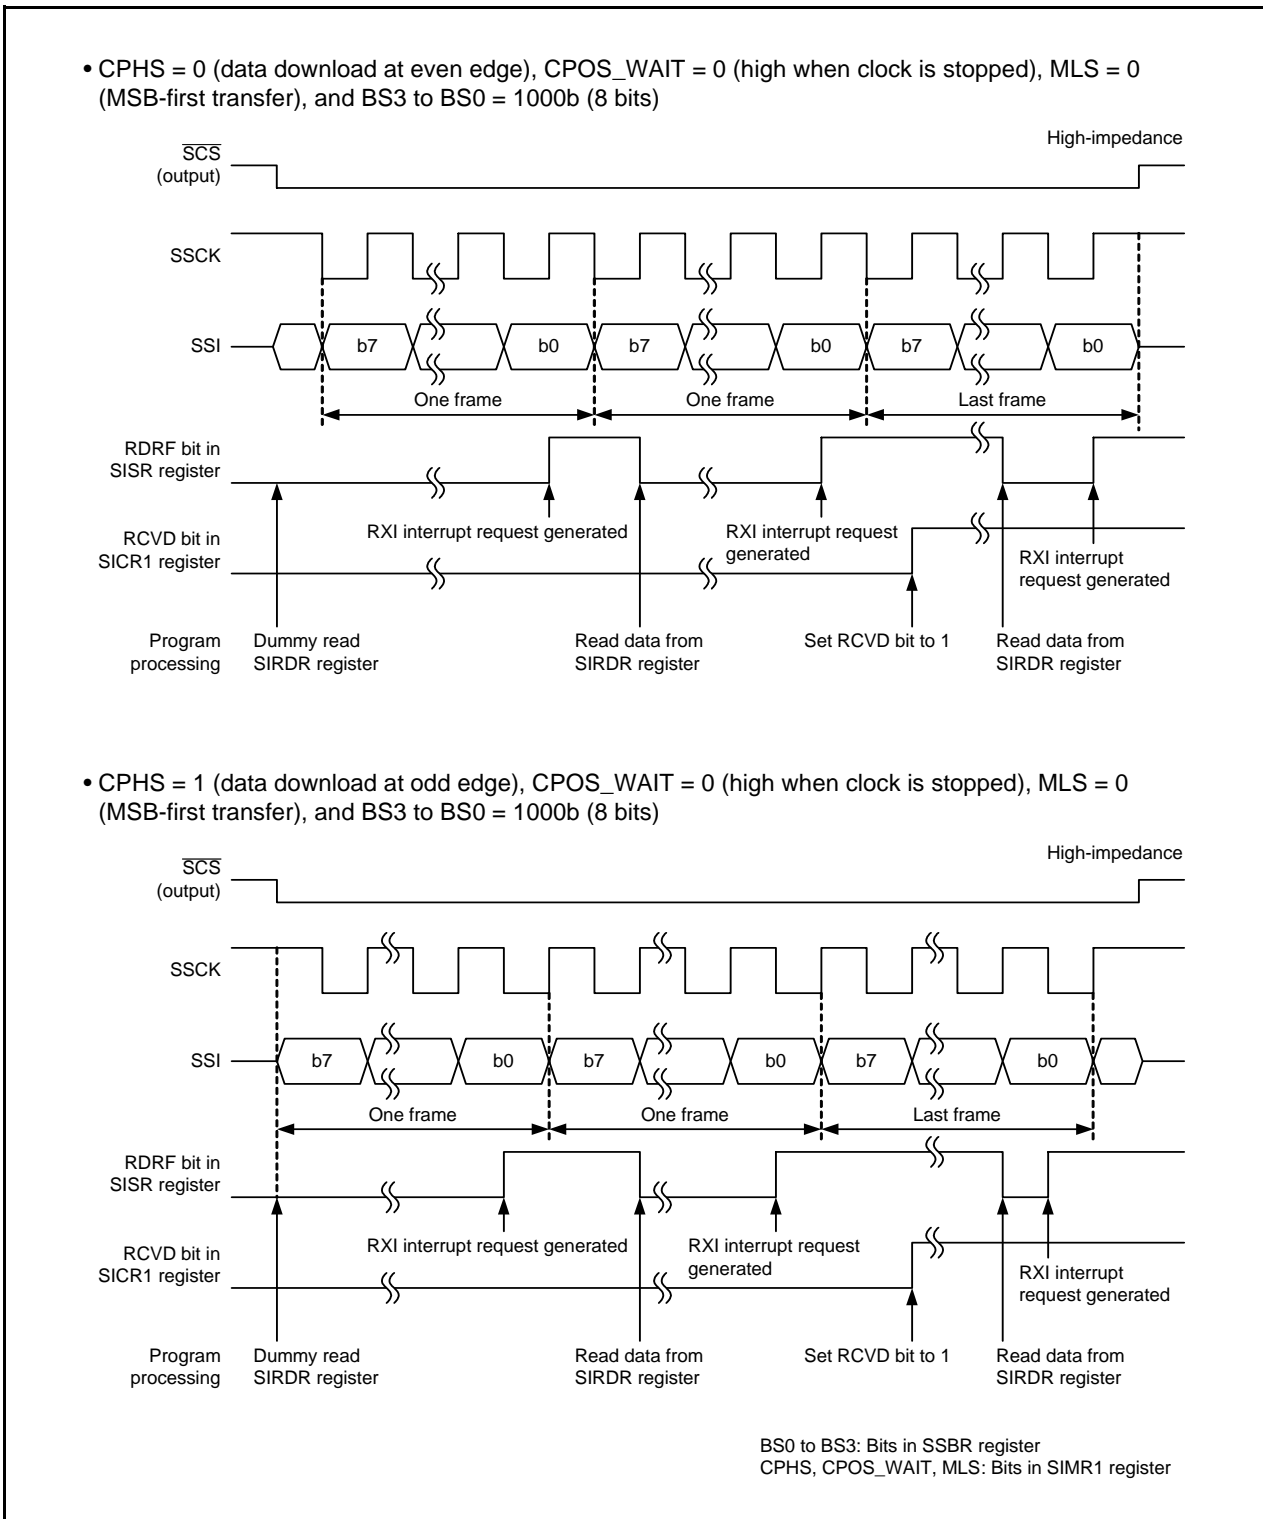 • CPHS = 0 (data download at even edge), CPOS_WAIT = 0 (high when clock is stopped), MLS = 0
(MSB-first transfer), and BS3 to BS0 = 1000b (8 bits)
High-impedance
SCS
(output)
SSCK
SSI
b7
b0
b7
b0
b7
b0
One frame
One frame
Last frame
RDRF bit in
SISR register
RXI interrupt request generated
RXI interrupt request
generated
RXI interrupt
request generated
RCVD bit in
SICR1 register
Program
processing
Dummy read
SIRDR register
Read data from
SIRDR register
Set RCVD bit to 1
Read data from
SIRDR register
• CPHS = 1 (data download at odd edge), CPOS_WAIT = 0 (high when clock is stopped), MLS = 0
(MSB-first transfer), and BS3 to BS0 = 1000b (8 bits)
High-impedance
SCS
(output)
SSCK
SSI
b7
b0
b7
b0
b7
b0
One frame
One frame
Last frame
RDRF bit in
SISR register
RXI interrupt request generated
RXI interrupt request
generated
RXI interrupt
request generated
RCVD bit in
SICR1 register
Program
processing
Dummy read
SIRDR register
Read data from
SIRDR register
Set RCVD bit to 1
Read data from
SIRDR register
BS0 to BS3: Bits in SSBR register
CPHS, CPOS_WAIT, MLS: Bits in SIMR1 register